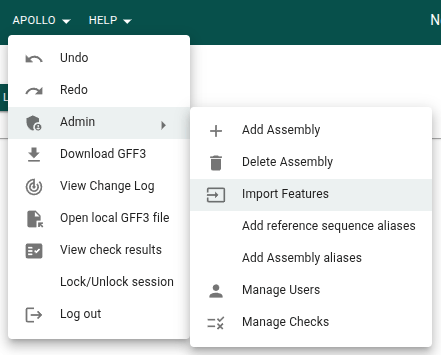 APOLLO HELP N
Undo
Redo
L
Admin
Download GFF3
View Change Log
Open local GFF3 file
View check results
Lock/Unlock session
Log out
Add Assembly
Delete Assembly
Import Features
Add reference sequence aliases
Add Assembly aliases
Manage Users
Manage Checks